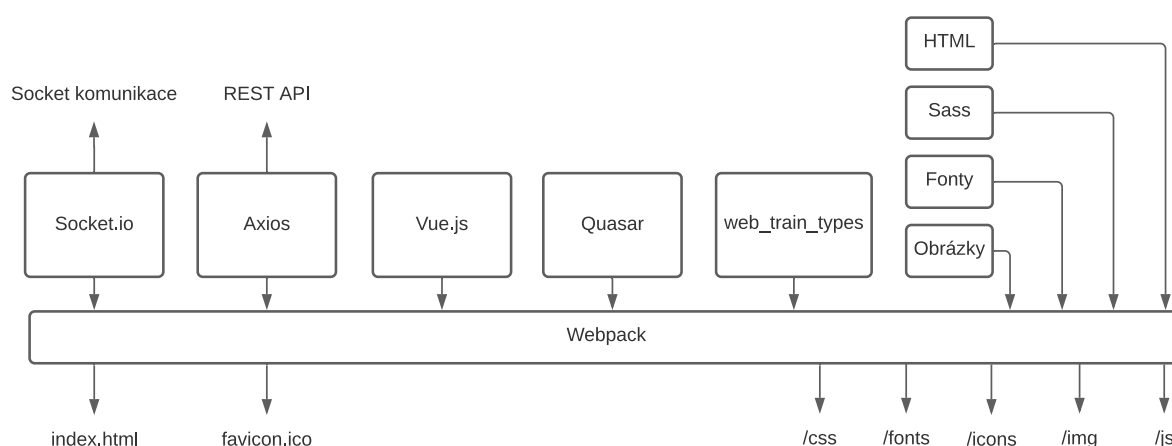 HTML
Socket komunikace
REST API
Sass
Fonty
Socket.io
Axios
Vue.js
Quasar
web_train_types
Obrázky
Webpack
index.html
favicon.ico
/css
/fonts
/icons
/img
/js